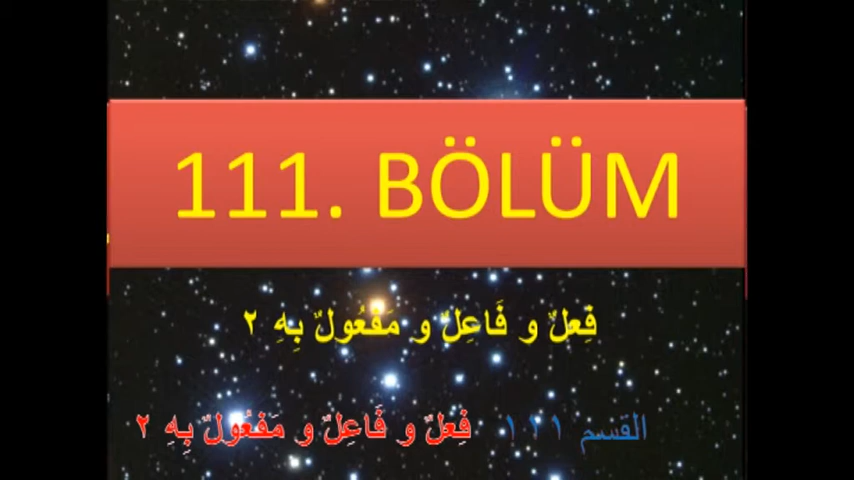 111. BÖLÜM
فِعلٌ و فَاعِلٌ و مَفعُولٌ بِهِ ٢
القسم ١١١ فِعلٌ و فَاعِلٌ و مَفعُولٌ بِهِ ٢